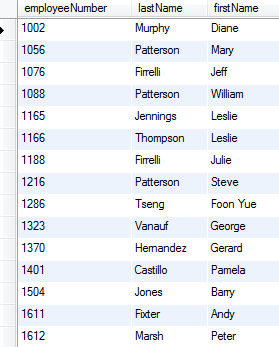 employeeNumber lastName firstName
1002 Murphy Diane
1056 Patterson Mary
1076 Firrelli Jeff
1088 Patterson William
1165 Jennings Leslie
1166 Thompson Leslie
1188 Firrelli Julie
1216 Patterson Steve
1286 Tseng Foon Yue
1323 Vanauf George
1370 Hernandez Gerard
1401 Castillo Pamela
1504 Jones Barry
1611 Fixter Andy
1612 Marsh Peter